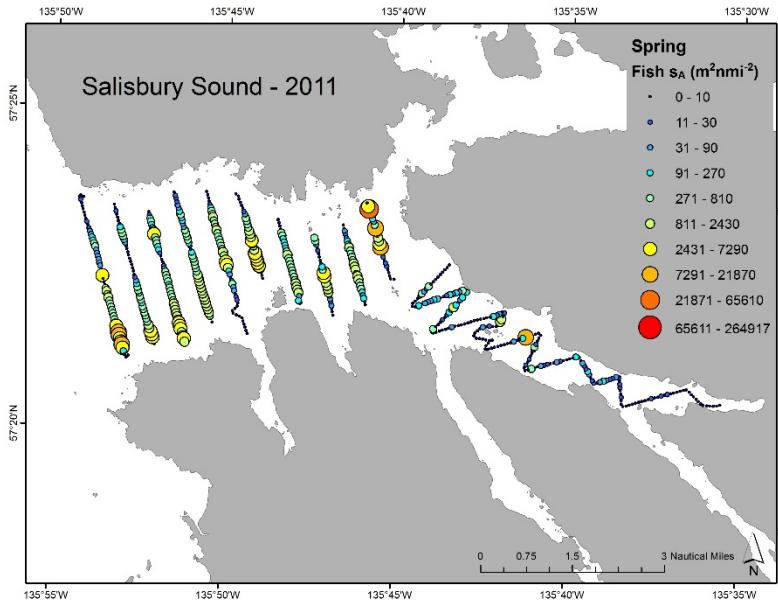 135°50'W 135°45'W 135°40'W 135°35'W 135°30'W
Salisbury Sound - 2011
Spring
Fish sA (m²nmi-²)
0 - 10
11 - 30
31 - 90
91 - 270
271 - 810
811 - 2430
2431 - 7290
7291 - 21870
21871 - 65610
65611 - 264917
57°25'N
57°20'N
0 0.75 1.5 3 Nautical Miles
N
135°55'W 135°50'W 135°45'W 135°40'W 135°35'W